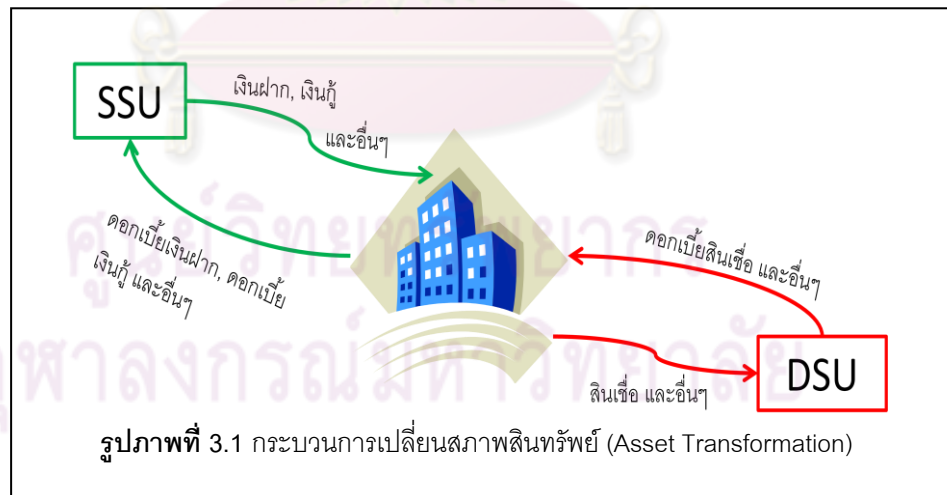 SSU
เงินฝาก, เงินกู้
และอื่นๆ
ดอกเบี้ยเงินฝาก, ดอกเบี้ย
เงินกู้ และอื่นๆ
ดอกเบี้ยสินเชื่อ และอื่นๆ
DSU
สินเชื่อ และอื่นๆ
รูปภาพที่ 3.1 กระบวนการเปลี่ยนสภาพสินทรัพย์ (Asset Transformation)